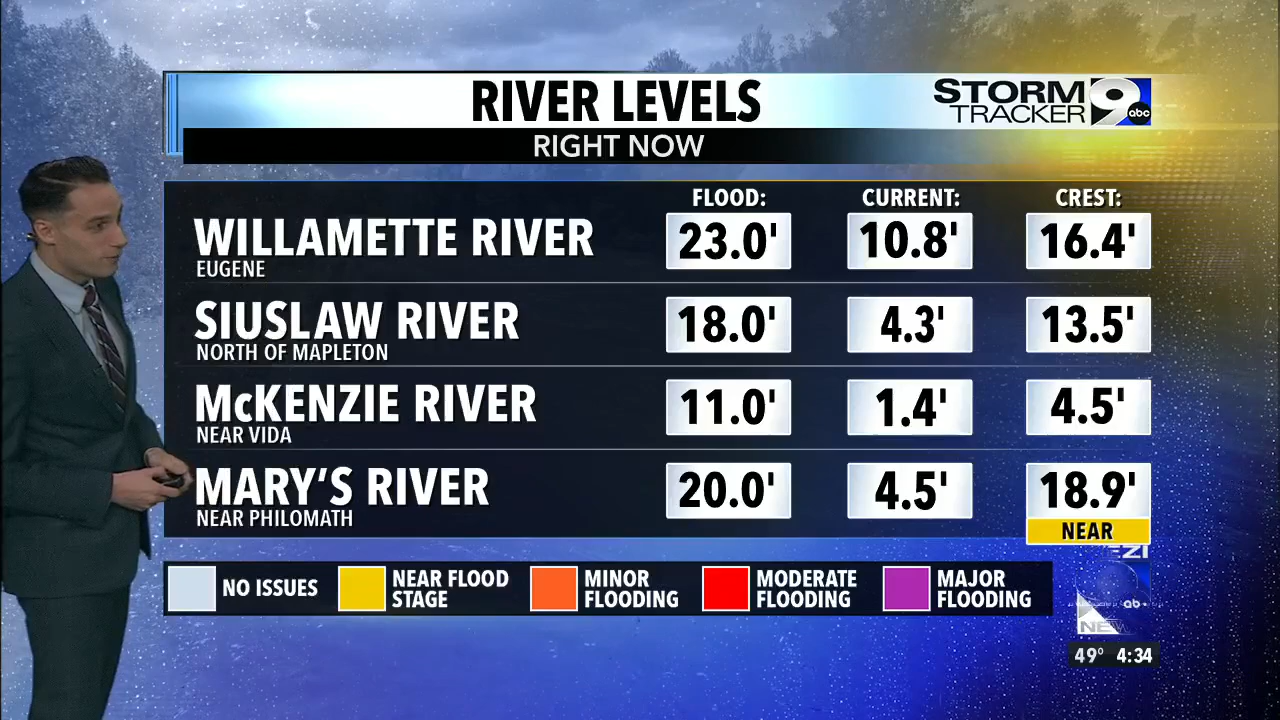 RIVER LEVELS
STORM TRACKER 9 abc
RIGHT NOW
FLOOD: CURRENT: CREST:
WILLAMETTE RIVER 23.0' 10.8' 16.4'
EUGENE
SIUSLAW RIVER 18.0' 4.3' 13.5'
NORTH OF MAPLETON
McKENZIE RIVER 11.0' 1.4' 4.5'
NEAR VIDA
MARY'S RIVER 20.0' 4.5' 18.9'
NEAR PHILOMATH
NEAR
NO ISSUES
NEAR FLOOD
STAGE
MINOR
FLOODING
MODERATE
FLOODING
MAJOR
FLOODING
49° 4:34